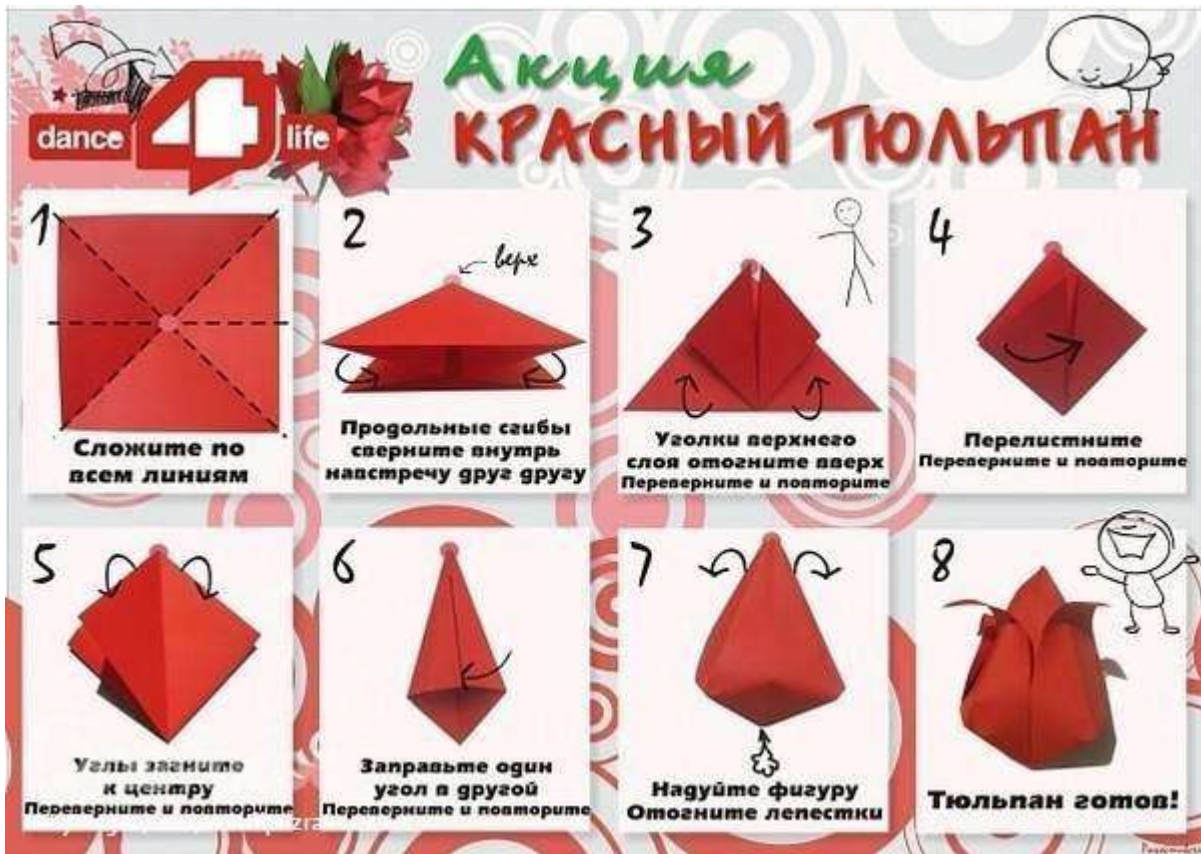 Акция
КРАСНЫЙ ТЮЛЬПАН
dance 4 life
1
Сложите по
всем линиям
2
верх
Продольные сгибы
сверните внутрь
навстречу друг другу
3
Уголки верхнего
слоя отогните вверх
Переверните и повторите
4
Перелистните
Переверните и повторите
5
Углы загните
к центру
Переверните и повторите
6
Заправьте один
угол в другой
Переверните и повторите
7
Надуйте фигуру
Отогните лепестки
8
Тюльпан готов!